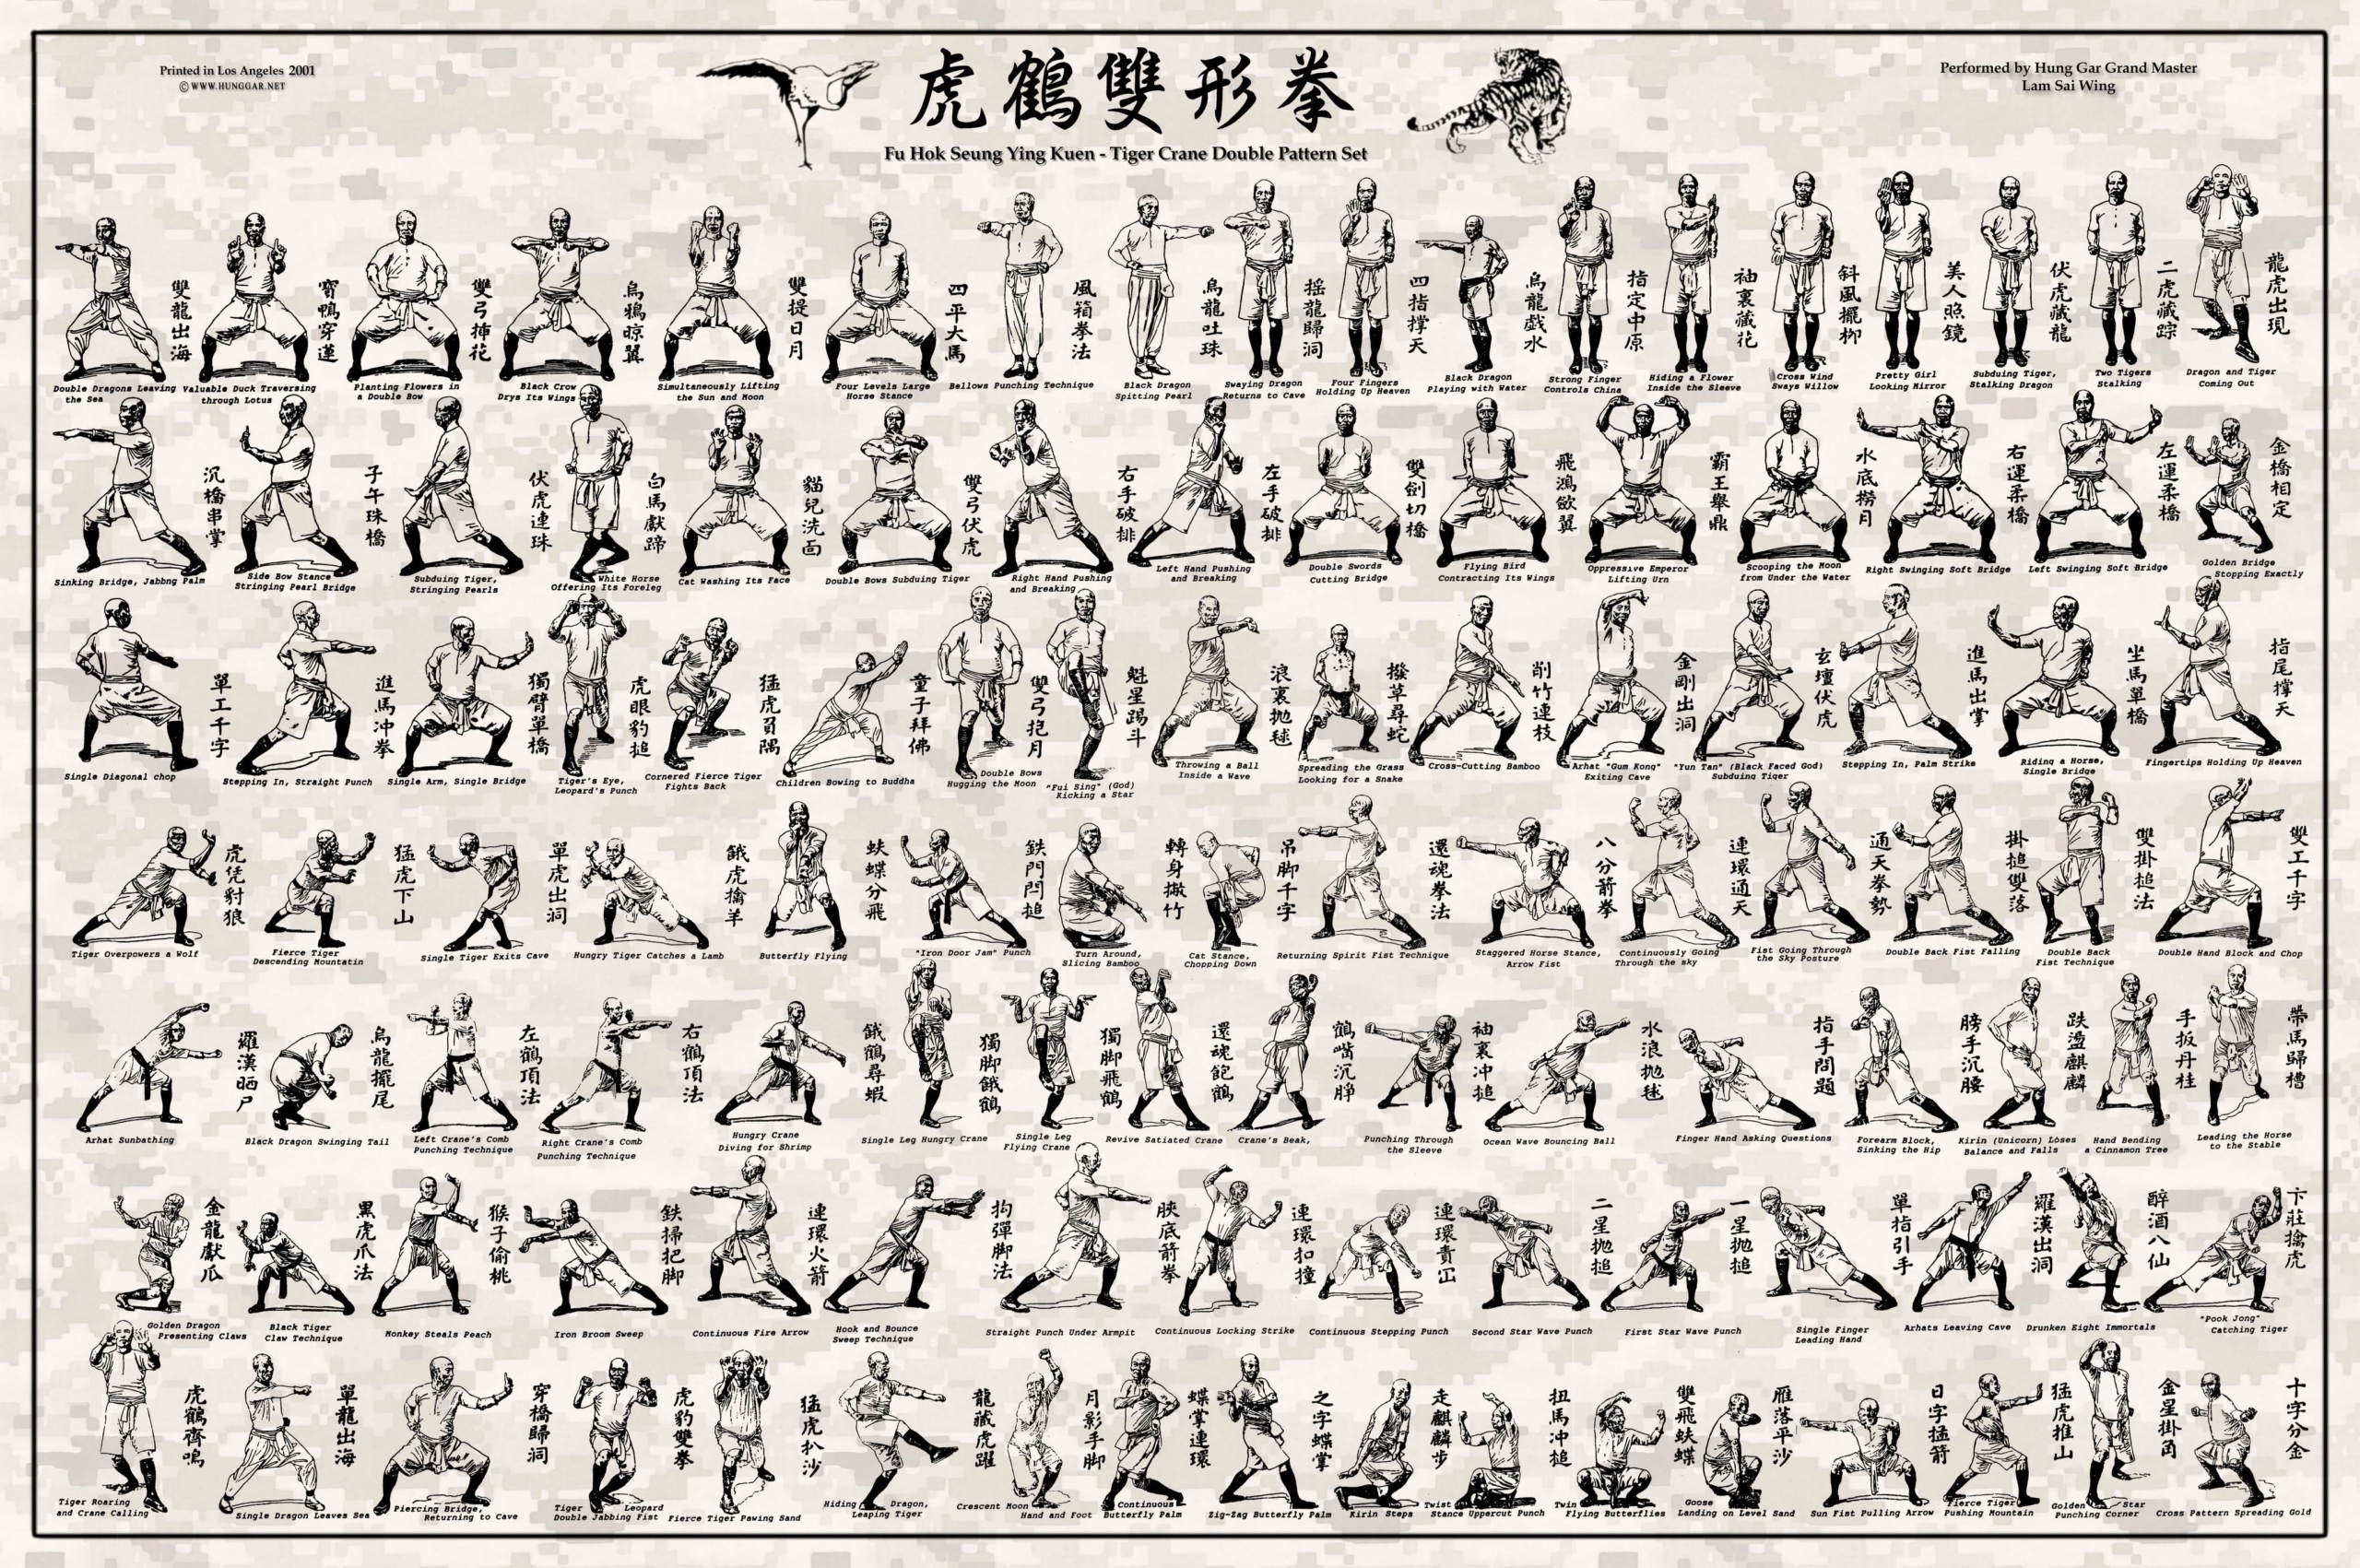 Printed in Los Angeles 2001
© WWW.HUNGGAR.NET
虎鶴雙形拳
Fu Hok Seung Ying Kuen - Tiger Crane Double Pattern Set
Performed by Hung Gar Grand Master
Lam Sai Wing
雙龍出海
Double Dragons Leaving
the Sea
寶鴨穿蓮
Valuable Duck Traversing
through Lotus
雙弓揷花
Planting Flowers in
a Double Bow
烏鴉晾翼
Black Crow
Drys Its Wings
雙提日月
Simultaneously Lifting
the Sun and Moon
四平大馬
Four Levels Large
Horse Stance
風箱拳法
Bellows Punching Technique
烏龍吐珠
Black Dragon
Spitting Pearl
搖龍歸洞
Swaying Dragon
Returns to Cave
四指撑天
Four Fingers
Holding Up Heaven
烏龍戲水
Black Dragon
Playing with Water
指定中原
Strong Finger
Controls China
袖裏藏花
Hiding a Flower
Inside the Sleeve
斜風擺柳
Cross Wind
Sways Willow
美人照鏡
Pretty Girl
Looking Mirror
伏虎藏龍
Subduing Tiger,
Stalking Dragon
二虎藏踪
Two Tigers
Stalking
龍虎出現
Dragon and Tiger
Coming Out
沉橋串掌
Sinking Bridge, Jabbng Palm
子午珠橋
Side Bow Stance
Stringing Pearl Bridge
伏虎連珠
Subduing Tiger,
Stringing Pearls
白馬獻蹄
White Horse
Offering Its Foreleg
貓兒洗面
Cat Washing Its Face
雙弓伏虎
Double Bows Subduing Tiger
右手破排
Right Hand Pushing
and Breaking
左手破排
Left Hand Pushing
and Breaking
雙劍切橋
Double Swords
Cutting Bridge
飛鴻歛翼
Flying Bird
Contracting Its Wings
霸王舉鼎
Oppressive Emperor
Lifting Urn
水底撈月
Scooping the Moon
from Under the Water
右運柔橋
Right Swinging Soft Bridge
左運柔橋
Left Swinging Soft Bridge
金橋相定
Golden Bridge
Stopping Exactly
單工千字
Single Diagonal chop
進馬冲拳
Stepping In, Straight Punch
獨臂單橋
Single Arm, Single Bridge
虎眼豹搥
Tiger's Eye,
Leopard's Punch
猛虎負隅
Cornered Fierce Tiger
Fights Back
童子拜佛
Children Bowing to Buddha
雙弓抱月
Double Bows
Hugging the Moon
魁星踢斗
"Fui Sing" (God)
Kicking a Star
浪裏拋毬
Throwing a Ball
Inside a Wave
撥草尋蛇
Spreading the Grass
Looking for a Snake
削竹連枝
Cross-Cutting Bamboo
金剛出洞
Arhat "Gum Kong"
Exiting Cave
玄壇伏虎
"Yun Tan" (Black Faced God)
Subduing Tiger
進馬出掌
Stepping In, Palm Strike
坐馬單橋
Riding a Horse,
Single Bridge
指尾撑天
Fingertips Holding Up Heaven
虎凭豺狼
Tiger Overpowers a Wolf
猛虎下山
Fierce Tiger
Descending Mountatin
單虎出洞
Single Tiger Exits Cave
餓虎擒羊
Hungry Tiger Catches a Lamb
蚨蝶分飛
Butterfly Flying
鉄門閂搥
"Iron Door Jam" Punch
轉身撇竹
Turn Around,
Slicing Bamboo
吊脚千字
Cat Stance,
Chopping Down
還魂拳法
Returning Spirit Fist Technique
八分箭拳
Staggered Horse Stance,
Arrow Fist
連環通天
Continuously Going
Through the sky
通天拳勢
Fist Going Through
the Sky Posture
掛搥雙落
Double Back Fist Falling
雙掛搥法
Double Back
Fist Technique
雙工千字
Double Hand Block and Chop
羅漢晒尸
Arhat Sunbathing
烏龍擺尾
Black Dragon Swinging Tail
左鶴頂法
Left Crane's Comb
Punching Technique
右鶴頂法
Right Crane's Comb
Punching Technique
餓鶴尋蝦
Hungry Crane
Diving for Shrimp
獨脚餓鶴
Single Leg Hungry Crane
獨脚飛鶴
Single Leg
Flying Crane
還魂飽鶴
Revive Satiated Crane
鶴嘴沉睜
Crane's Beak,
袖裏冲搥
Punching Through
the Sleeve
水浪拋毬
Ocean Wave Bouncing Ball
指手問題
Finger Hand Asking Questions
膀手沉腰
Forearm Block,
Sinking the Hip
跌盪麒麟
Kirin (Unicorn) Loses
Balance and Falls
手扳丹桂
Hand Bending
a Cinnamon Tree
帶馬歸槽
Leading the Horse
to the Stable
金龍獻爪
Golden Dragon
Presenting Claws
黑虎爪法
Black Tiger
Claw Technique
猴子偷桃
Monkey Steals Peach
鉄掃把脚
Iron Broom Sweep
連環火箭
Continuous Fire Arrow
拘彈脚法
Hook and Bounce
Sweep Technique
腋底箭拳
Straight Punch Under Armpit
連環扣撞
Continuous Locking Strike
連環
Continuous Stepping Punch
二星拋搥
Second Star Wave Punch
一星拋搥
First Star Wave Punch
單指引手
Single Finger
Leading Hand
羅漢出洞
Arhats Leaving Cave
醉酒八仙
Drunken Eight Immortals
卞莊擒虎
"Pook Jong"
Catching Tiger
虎鶴齊鳴
Tiger Roaring
and Crane Calling
單龍出海
Single Dragon Leaves Sea
穿橋歸洞
Piercing Bridge,
Returning to Cave
虎豹雙拳
Tiger Leopard
Double Jabbing Fist
猛虎扒沙
Fierce Tiger Pawing Sand
龍藏虎躍
Hiding Dragon,
Leaping Tiger
月影手脚
Crescent Moon
Hand and Foot
蝶掌連環
Continuous
Butterfly Palm
之字蝶掌
Zig-Zag Butterfly Palm
走麒麟步
Kirin Steps
扭馬冲搥
Twist
Stance Uppercut Punch
雙飛蚨蝶
Twin
Flying Butterflies
雁落平沙
Goose
Landing on Level Sand
日字猛箭
Sun Fist Pulling Arrow
猛虎推山
Fierce Tiger
Pushing Mountain
金星掛角
Golden Star
Punching Corner
十字分金
Cross Pattern Spreading Gold